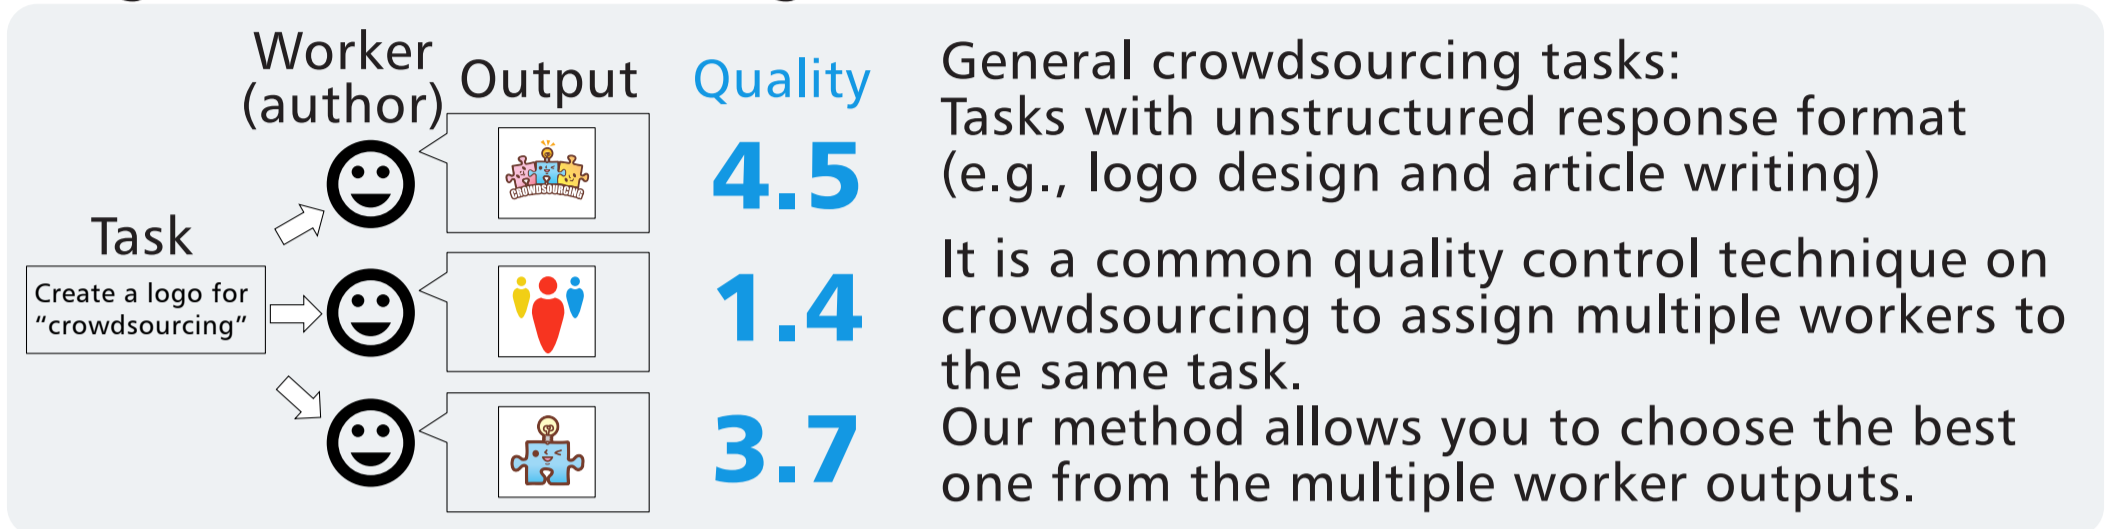 Worker
(author)
Output
Quality
CROWDSOURCING
4.5
Task
Create a logo for
“crowdsourcing”
1.4
3.7
General crowdsourcing tasks:
Tasks with unstructured response format
(e.g., logo design and article writing)
It is a common quality control technique on
crowdsourcing to assign multiple workers to
the same task.
Our method allows you to choose the best
one from the multiple worker outputs.